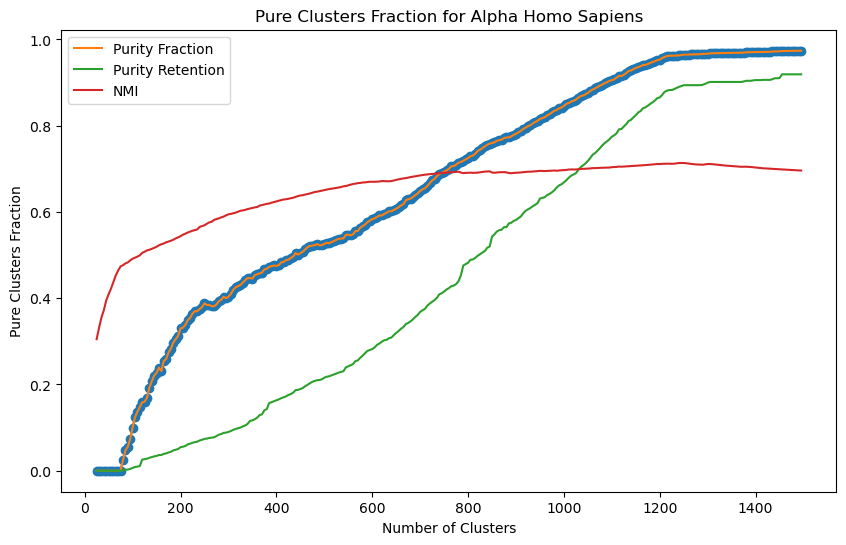 Pure Clusters Fraction for Alpha Homo Sapiens
Purity Fraction
Purity Retention
NMI
Pure Clusters Fraction
1.0
0.8
0.6
0.4
0.2
0.0
0 200 400 600 800 1000 1200 1400
Number of Clusters